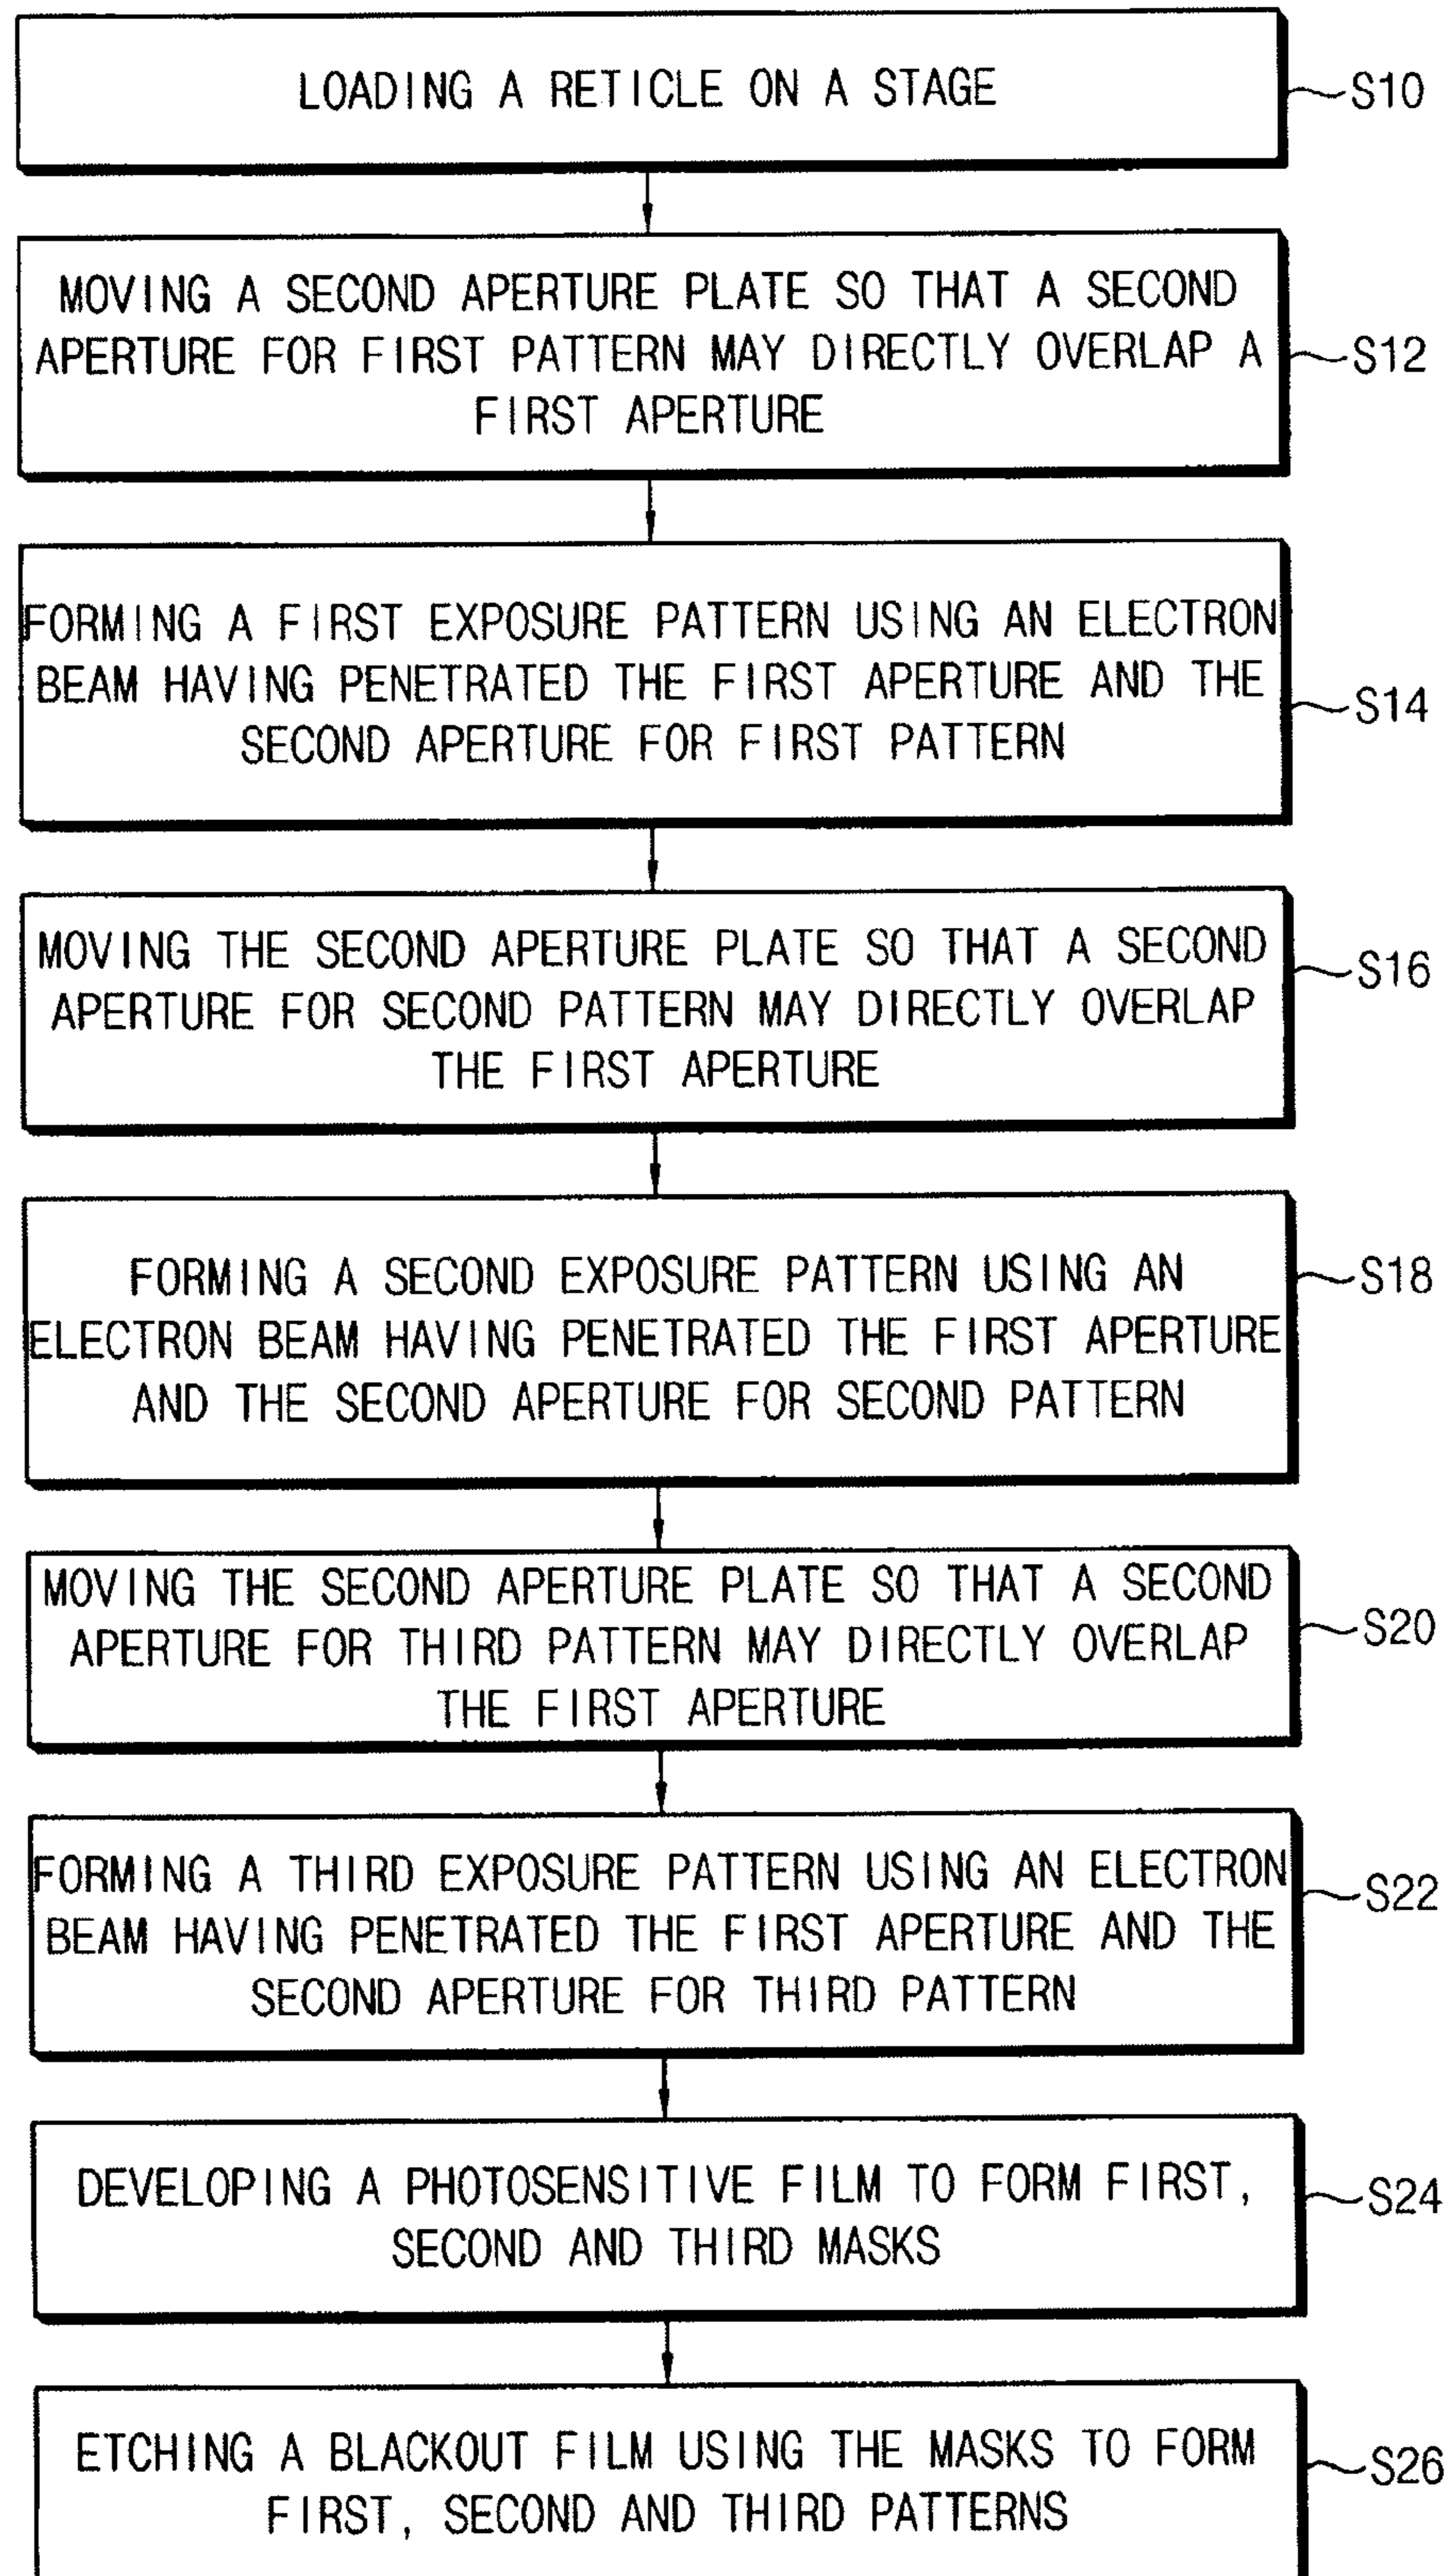 LOADING A RETICLE ON A STAGE
S10
MOVING A SECOND APERTURE PLATE SO THAT A SECOND
APERTURE FOR FIRST PATTERN MAY DIRECTLY OVERLAP A
FIRST APERTURE
S12
FORMING A FIRST EXPOSURE PATTERN USING AN ELECTRON
BEAM HAVING PENETRATED THE FIRST APERTURE AND THE
SECOND APERTURE FOR FIRST PATTERN
S14
MOVING THE SECOND APERTURE PLATE SO THAT A SECOND
APERTURE FOR SECOND PATTERN MAY DIRECTLY OVERLAP
THE FIRST APERTURE
S16
FORMING A SECOND EXPOSURE PATTERN USING AN
ELECTRON BEAM HAVING PENETRATED THE FIRST APERTURE
AND THE SECOND APERTURE FOR SECOND PATTERN
S18
MOVING THE SECOND APERTURE PLATE SO THAT A SECOND
APERTURE FOR THIRD PATTERN MAY DIRECTLY OVERLAP
THE FIRST APERTURE
S20
FORMING A THIRD EXPOSURE PATTERN USING AN ELECTRON
BEAM HAVING PENETRATED THE FIRST APERTURE AND THE
SECOND APERTURE FOR THIRD PATTERN
S22
DEVELOPING A PHOTOSENSITIVE FILM TO FORM FIRST,
SECOND AND THIRD MASKS
S24
ETCHING A BLACKOUT FILM USING THE MASKS TO FORM
FIRST, SECOND AND THIRD PATTERNS
S26